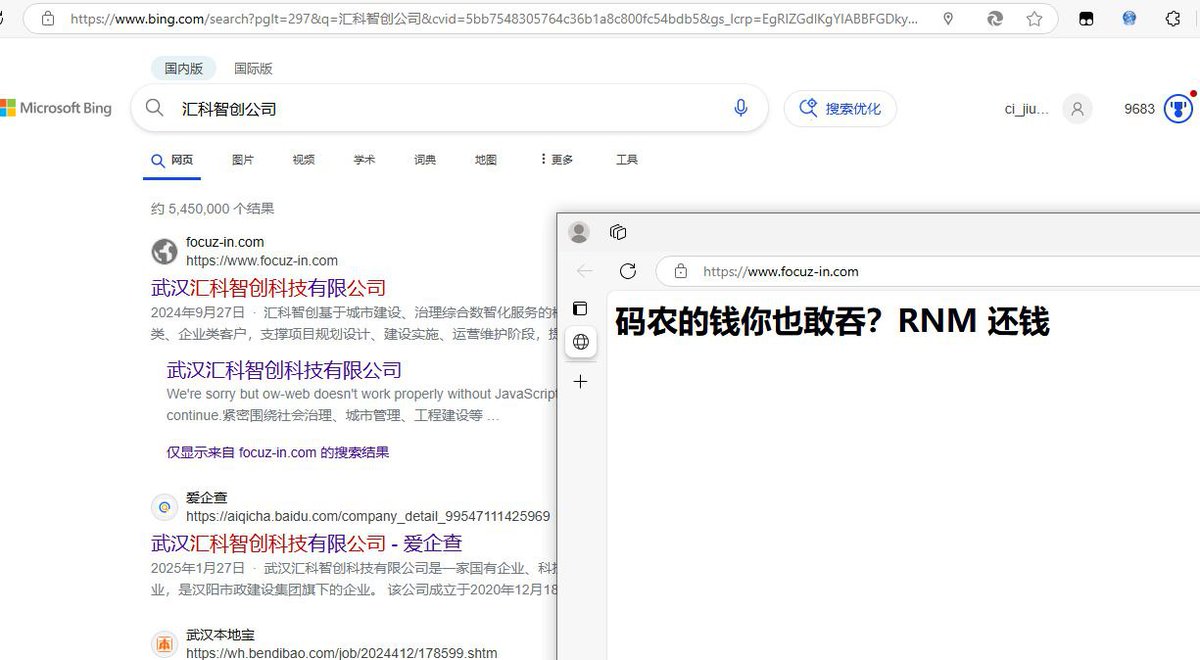 https://www.bing.com/search?pglt=297&q=汇科智创公司&cvid=5bb7548305764c36b1a8c800fc54bdb5&gs_lcrp=EgRlZGdlKgYIABBFGDky...
国内版 国际版
Microsoft Bing
汇科智创公司
搜索优化
ci_jiu...
9683
网页 图片 视频 学术 词典 地图 更多 工具
约 5,450,000 个结果
focuz-in.com
https://www.focuz-in.com
武汉汇科智创科技有限公司
2024年9月27日 · 汇科智创基于城市建设、治理综合数智化服务的
类、企业类客户，支撑项目规划设计、建设实施、运营维护阶段，
武汉汇科智创科技有限公司
We're sorry but ow-web doesn't work properly without JavaScript
continue.紧密围绕社会治理、城市管理、工程建设等 ...
仅显示来自 focuz-in.com 的搜索结果
爱企查
https://aiqicha.baidu.com/company_detail_99547111425969
武汉汇科智创科技有限公司 - 爱企查
2025年1月27日 · 武汉汇科智创科技有限公司是一家国有企业、科
业，是汉阳市政建设集团旗下的企业。 该公司成立于2020年12月18
武汉本地宝
https://wh.bendibao.com/job/2024412/178599.shtm
https://www.focuz-in.com
码农的钱你也敢吞？RNM 还钱